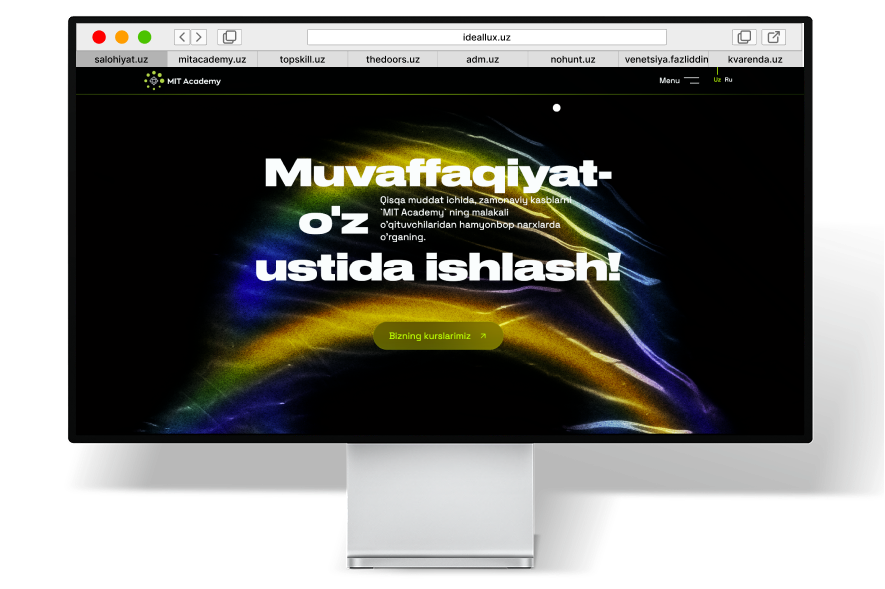 ideallux.uz
salohiyat.uz mitacademy.uz topskill.uz thedoors.uz adm.uz nohunt.uz venetsiya.fazliddin kvarenda.uz
MIT Academy Menu Uz Ru
Muvaffaqiyat-
o'z
Qisqa muddat ichida, zamonaviy kasblarni
`MIT Academy` ning malakali
o'qituvchilaridan hamyonbop narxlarda
o'rganing.
ustida ishlash!
Bizning kurslarimiz